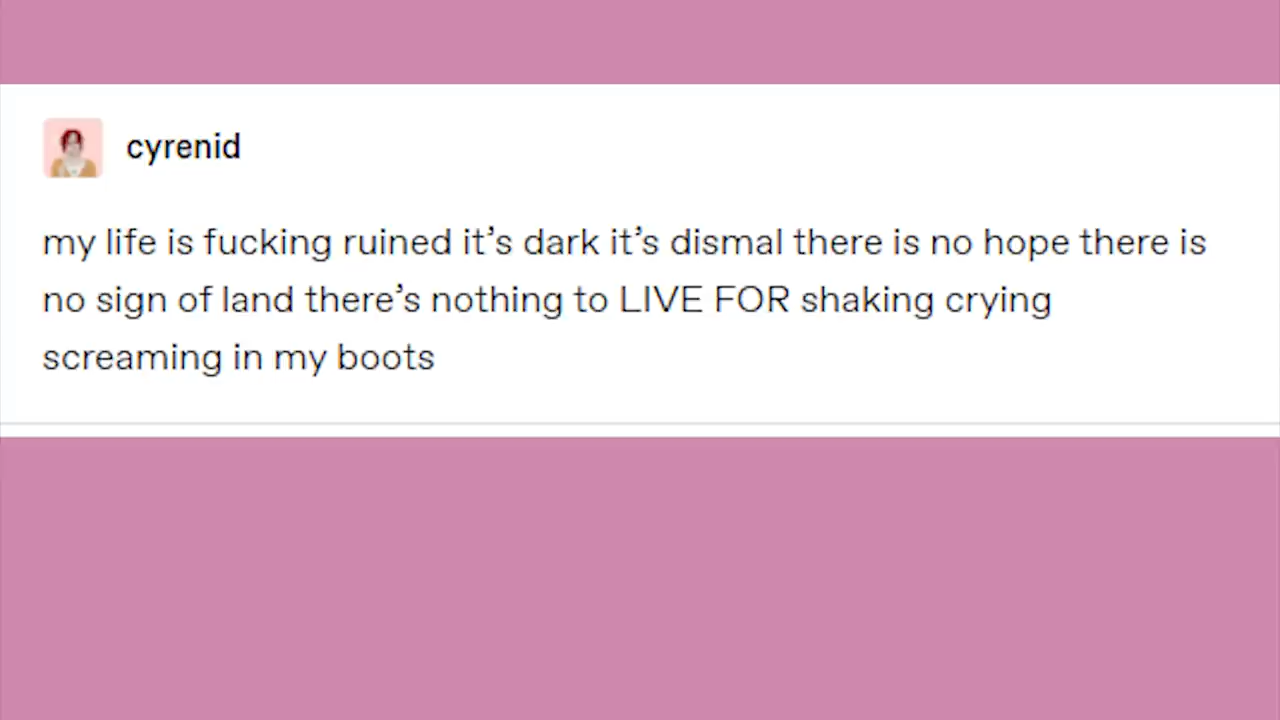 cyrenid
my life is fucking ruined it’s dark it’s dismal there is no hope there is
no sign of land there’s nothing to LIVE FOR shaking crying
screaming in my boots